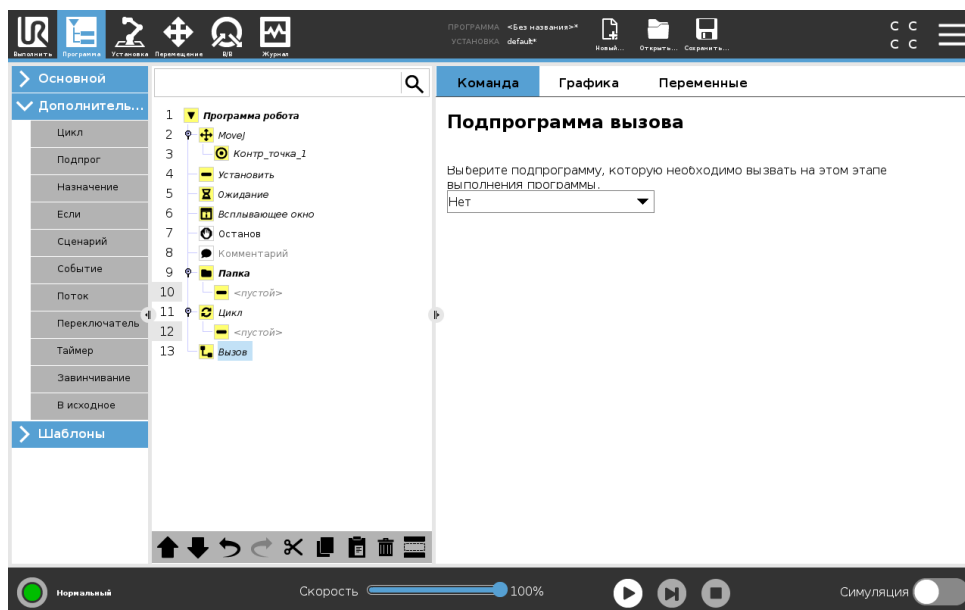 ПРОГРАММА <Без названия>*
УСТАНОВКА default*
Выполнить Программа Установка Перемещение В/В Журнал
Новый... Открыть... Сохранить...
C C
C C
Основной
Дополнитель...
Цикл
Подпрог
Назначение
Если
Сценарий
Событие
Поток
Переключатель
Таймер
Завинчивание
В исходное
Шаблоны
1 Программа робота
2 MoveJ
3 Контр_точка_1
4 Установить
5 Ожидание
6 Всплывающее окно
7 Останов
8 Комментарий
9 Папка
10 <пустой>
11 Цикл
12 <пустой>
13 Вызов
Команда Графика Переменные
Подпрограмма вызова
Выберите подпрограмму, которую необходимо вызвать на этом этапе
выполнения программы.
Нет
Нормальный
Скорость 100%
Симуляция